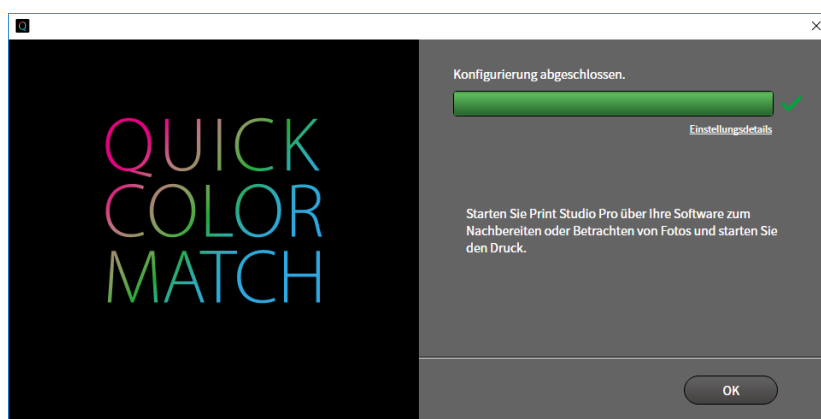 Q
QUICK
COLOR
MATCH
Konfigurierung abgeschlossen.
Einstellungsdetails
Starten Sie Print Studio Pro über Ihre Software zum
Nachbereiten oder Betrachten von Fotos und starten Sie
den Druck.
OK